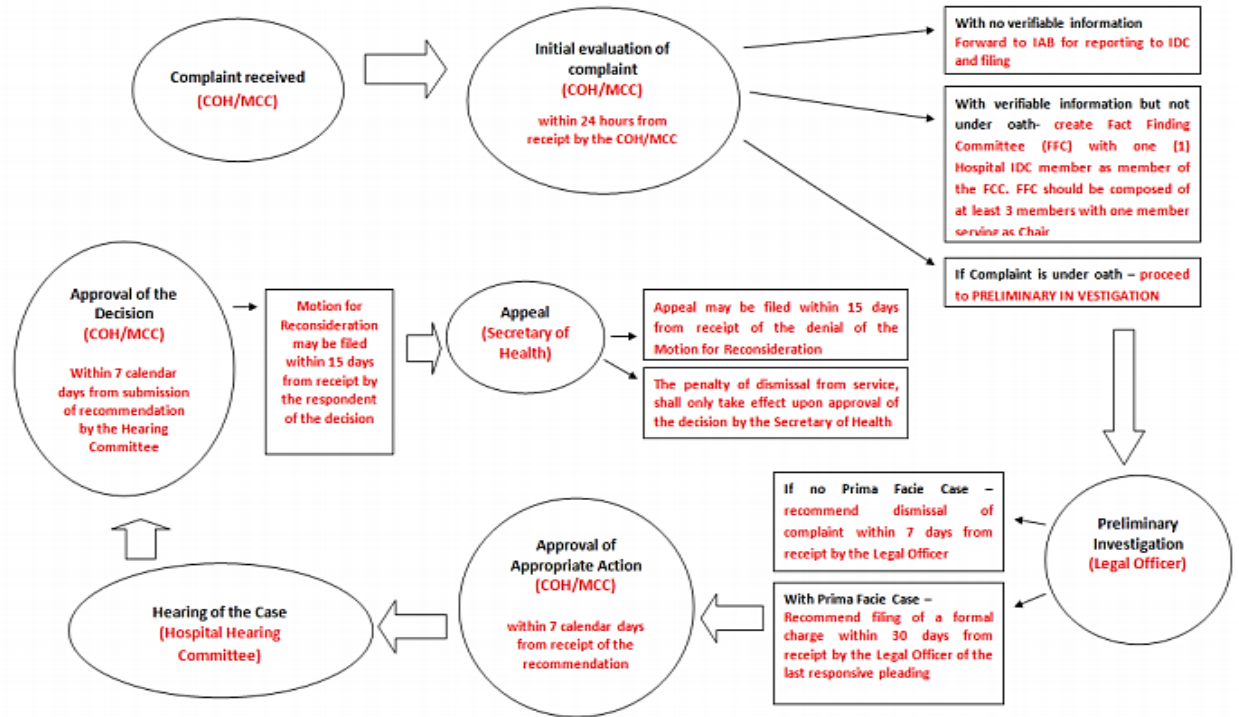 Complaint received
(COH/MCC)
Initial evaluation of
complaint
(COH/MCC)
within 24 hours from
receipt by the COH/MCC
With no verifiable information
Forward to IAB for reporting to IDC
and filing
With verifiable information but not
under oath- create Fact Finding
Committee (FFC) with one (1)
Hospital IDC member as member of
the FCC. FFC should be composed of
at least 3 members with one member
serving as Chair
If Complaint is under oath – proceed
to PRELIMINARY IN VESTIGATION
Preliminary
Investigation
(Legal Officer)
If no Prima Facie Case –
recommend dismissal of
complaint within 7 days from
receipt by the Legal Officer
With Prima Facie Case –
Recommend filing of a formal
charge within 30 days from
receipt by the Legal Officer of the
last responsive pleading
Approval of
Appropriate Action
(COH/MCC)
within 7 calendar days
from receipt of the
recommendation
Hearing of the Case
(Hospital Hearing
Committee)
Approval of the
Decision
(COH/MCC)
Within 7 calendar
days from submission
of recommendation
by the Hearing
Committee
Motion for
Reconsideration
may be filed
within 15 days
from receipt by
the respondent
of the decision
Appeal
(Secretary of
Health)
Appeal may be filed within 15 days
from receipt of the denial of the
Motion for Reconsideration
The penalty of dismissal from service,
shall only take effect upon approval of
the decision by the Secretary of Health